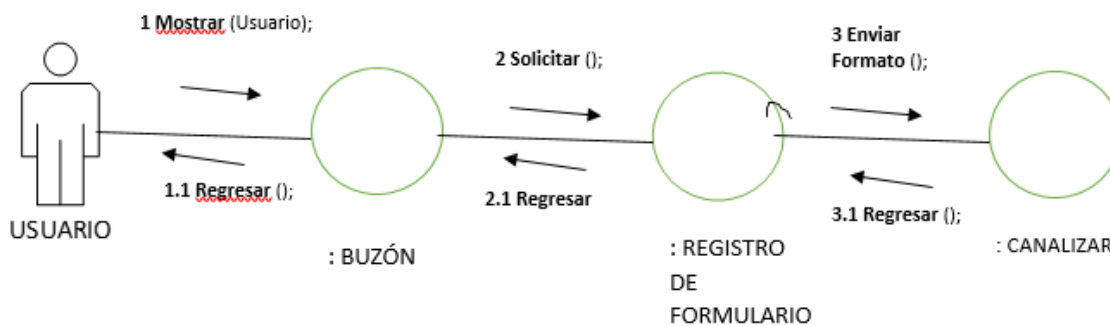 1 Mostrar (Usuario);
2 Solicitar ();
3 Enviar
Formato ();
1.1 Regresar ();
2.1 Regresar
3.1 Regresar ();
USUARIO
: BUZÓN
: REGISTRO
DE
FORMULARIO
: CANALIZAR